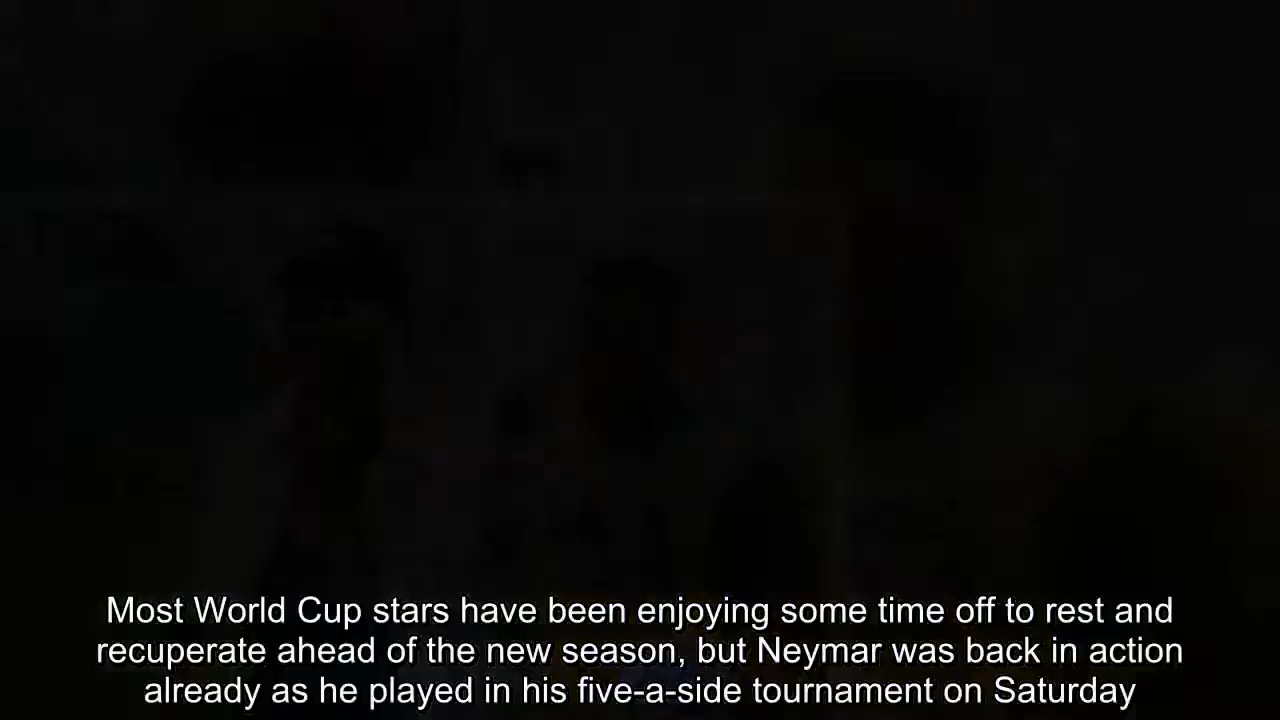 Most World Cup stars have been enjoying some time off to rest and
recuperate ahead of the new season, but Neymar was back in action
already as he played in his five-a-side tournament on Saturday